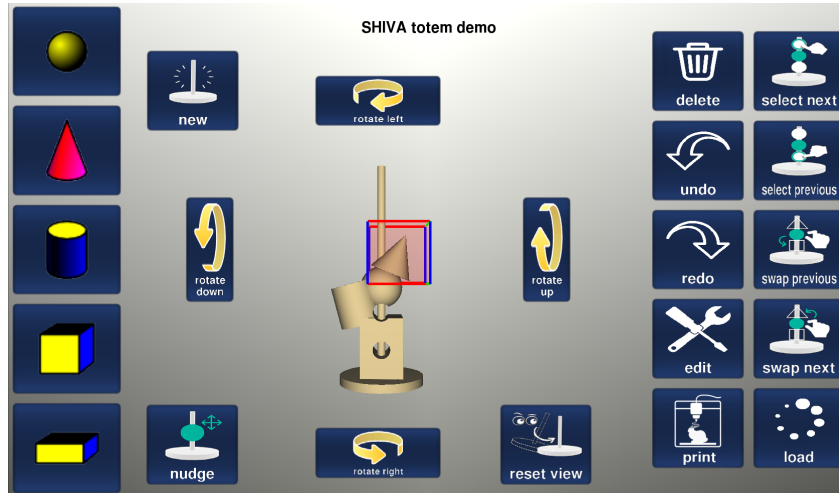 SHIVA totem demo
new
rotate left
delete
select next
undo
select previous
rotate
down
rotate
up
redo
swap previous
edit
swap next
nudge
rotate right
reset view
print
load